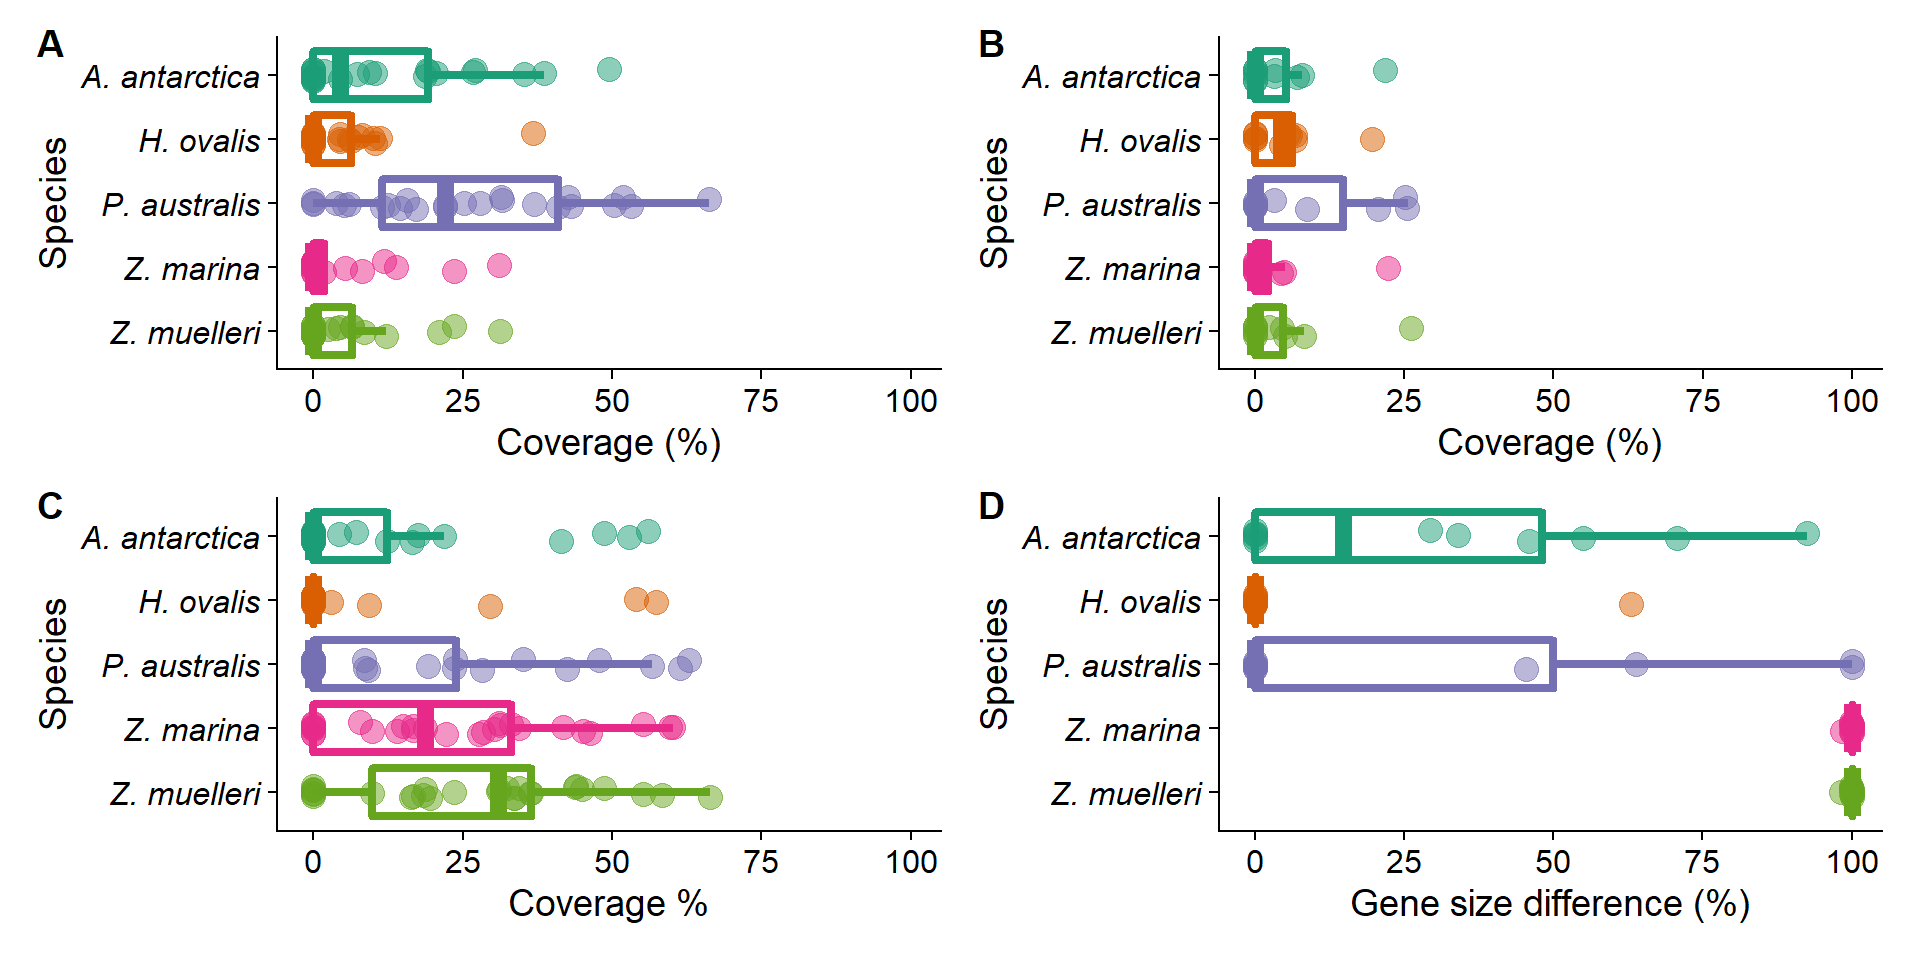 A
Species
A. antarctica
H. ovalis
P. australis
Z. marina
Z. muelleri
0 25 50 75 100
Coverage (%)
B
Species
A. antarctica
H. ovalis
P. australis
Z. marina
Z. muelleri
0 25 50 75 100
Coverage (%)
C
Species
A. antarctica
H. ovalis
P. australis
Z. marina
Z. muelleri
0 25 50 75 100
Coverage %
D
Species
A. antarctica
H. ovalis
P. australis
Z. marina
Z. muelleri
0 25 50 75 100
Gene size difference (%)